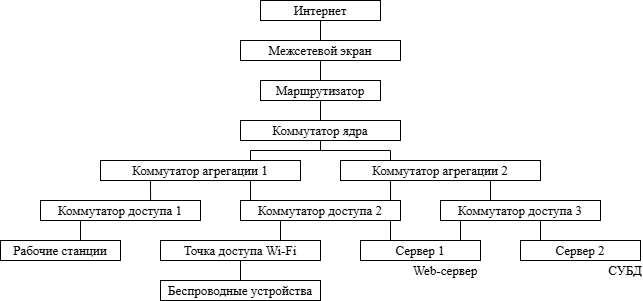 Интернет
Межсетевой экран
Маршрутизатор
Коммутатор ядра
Коммутатор агрегации 1
Коммутатор агрегации 2
Коммутатор доступа 1
Коммутатор доступа 2
Коммутатор доступа 3
Рабочие станции
Точка доступа Wi-Fi
Сервер 1
Сервер 2
Web-сервер
СУБД
Беспроводные устройства